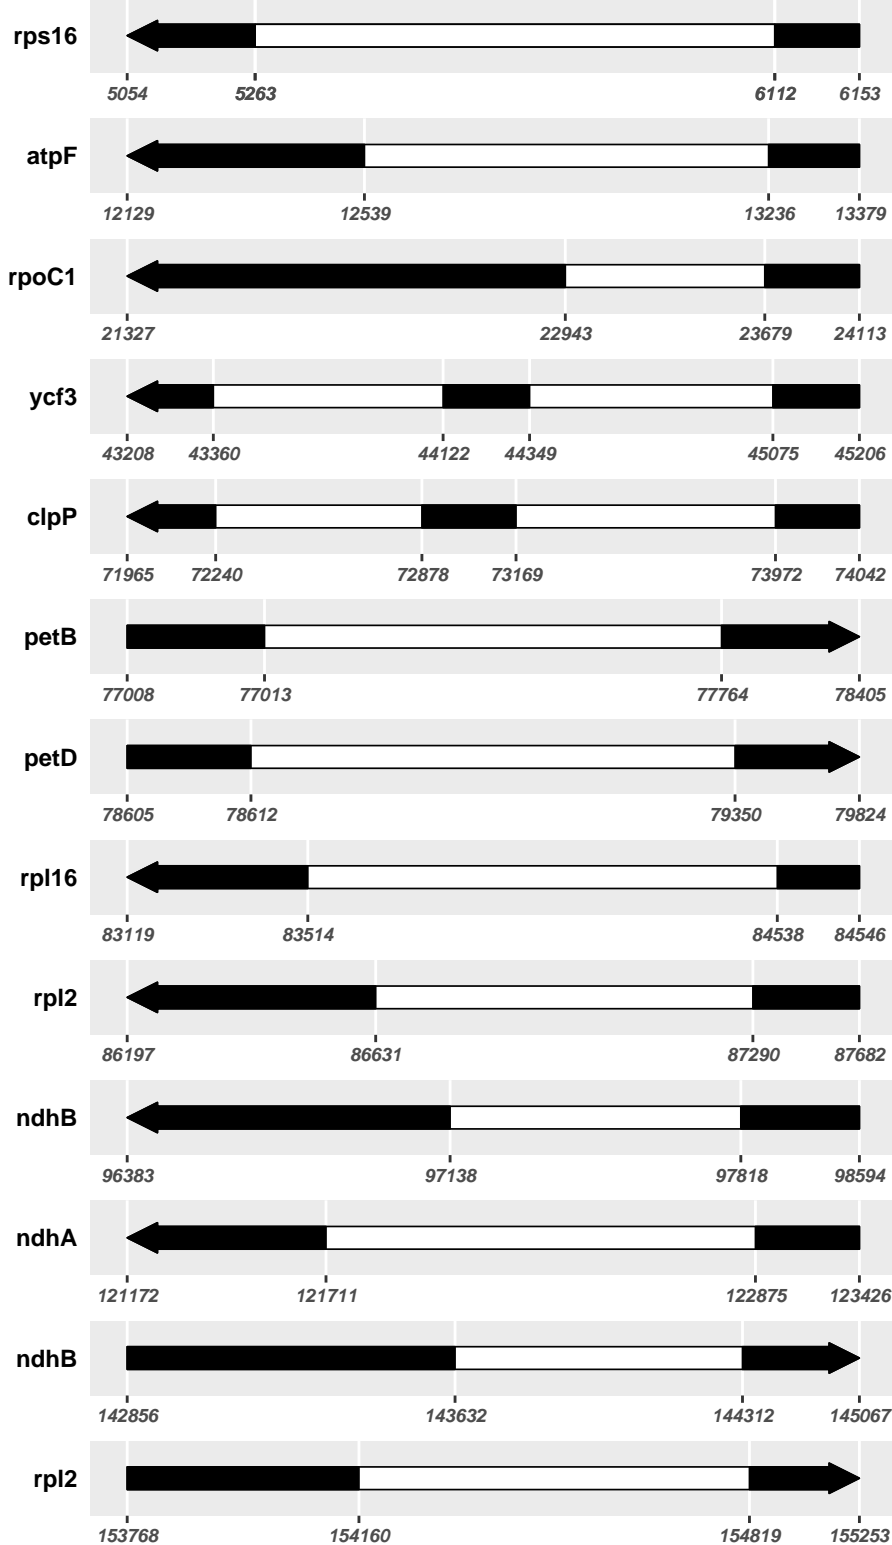 rps16
5054 5263 6112 6153
atpF
12129 12539 13236 13379
rpoC1
21327 22943 23679 24113
ycf3
43208 43360 44122 44349 45075 45206
clpP
71965 72240 72878 73169 73972 74042
petB
77008 77013 77764 78405
petD
78605 78612 79350 79824
rpl16
83119 83514 84538 84546
rpl2
86197 86631 87290 87682
ndhB
96383 97138 97818 98594
ndhA
121172 121711 122875 123426
ndhB
142856 143632 144312 145067
rpl2
153768 154160 154819 155253